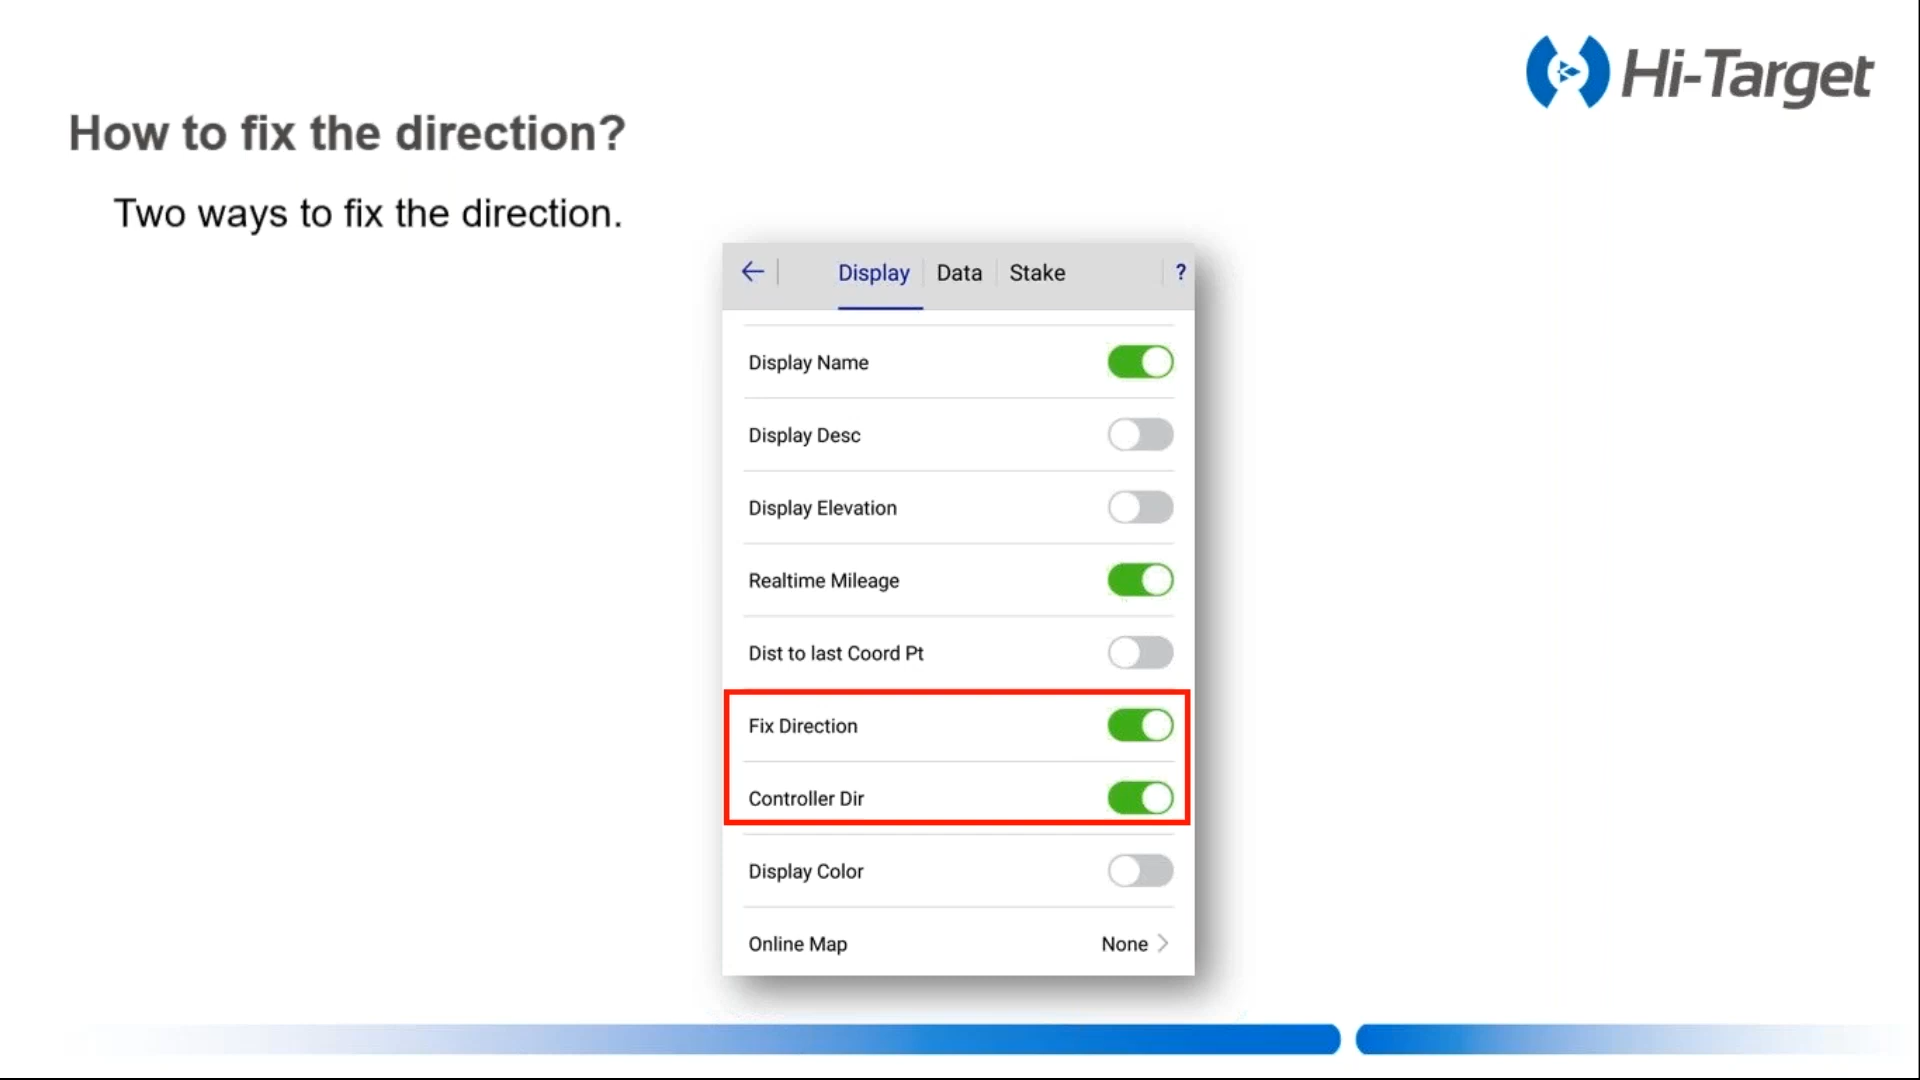 Hi-Target
How to fix the direction?
Two ways to fix the direction.
Display Data Stake ?
Display Name
Display Desc
Display Elevation
Realtime Mileage
Dist to last Coord Pt
Fix Direction
Controller Dir
Display Color
Online Map None